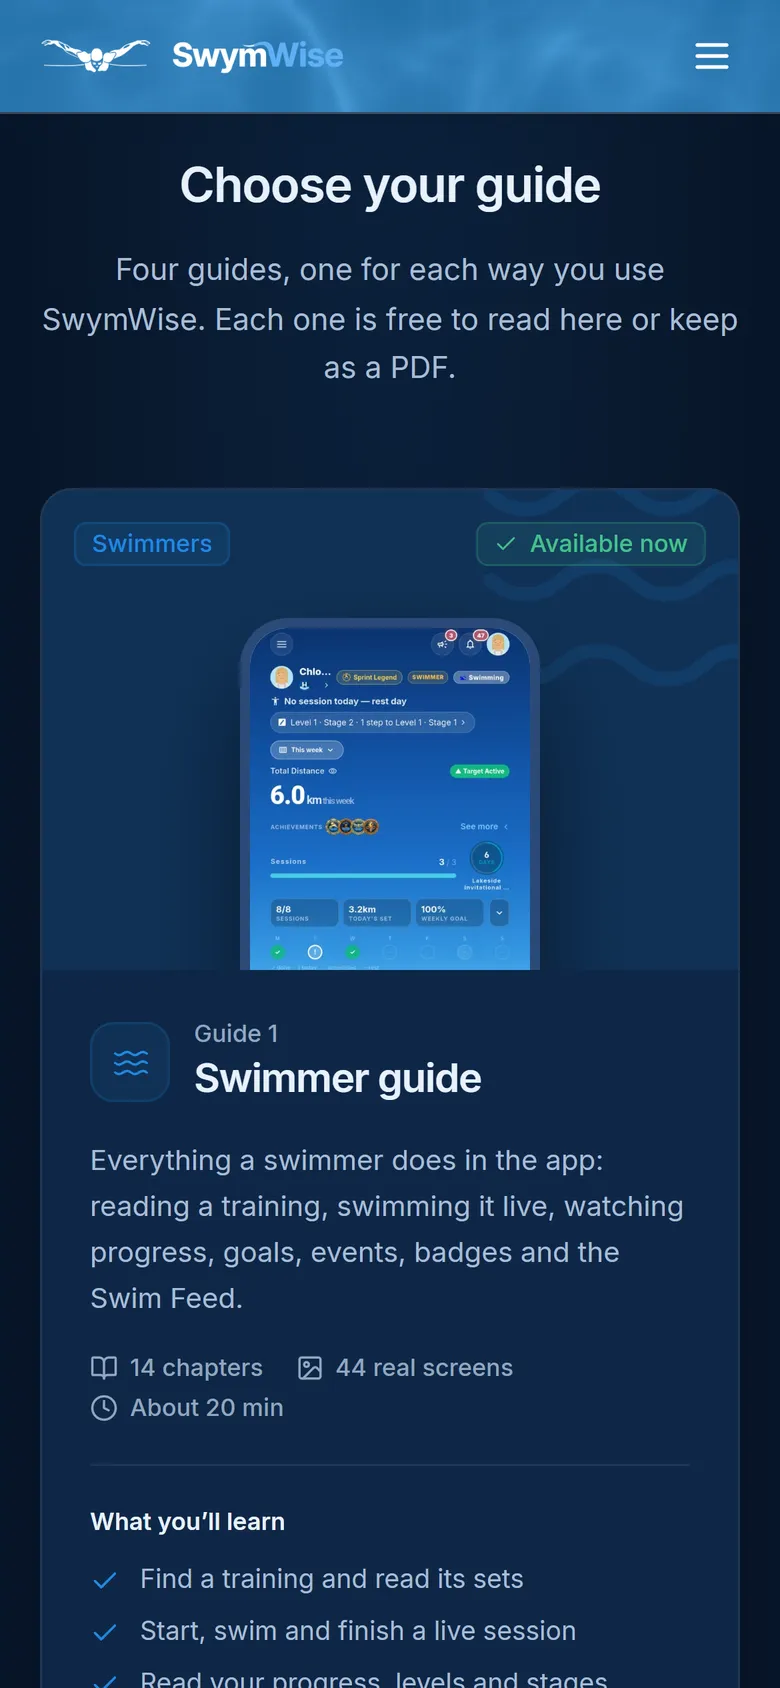 SwymWise
Choose your guide
Four guides, one for each way you use
SwymWise. Each one is free to read here or keep
as a PDF.
Swimmers
Available now
3
47
Chlo...
Sprint Legend
SWIMMER
Swimming
No session today — rest day
Level 1 · Stage 2 · 1 step to Level 1 · Stage 1
This week
Total Distance
Target Active
6.0 km this week
ACHIEVEMENTS
See more
Sessions
3 / 3
6
DAYS
Lakeside
Invitational ...
8/8
SESSIONS
3.2km
TODAY'S SET
100%
WEEKLY GOAL
Guide 1
Swimmer guide
Everything a swimmer does in the app:
reading a training, swimming it live, watching
progress, goals, events, badges and the
Swim Feed.
14 chapters
44 real screens
About 20 min
What you’ll learn
Find a training and read its sets
Start, swim and finish a live session
Read your progress, levels and stages